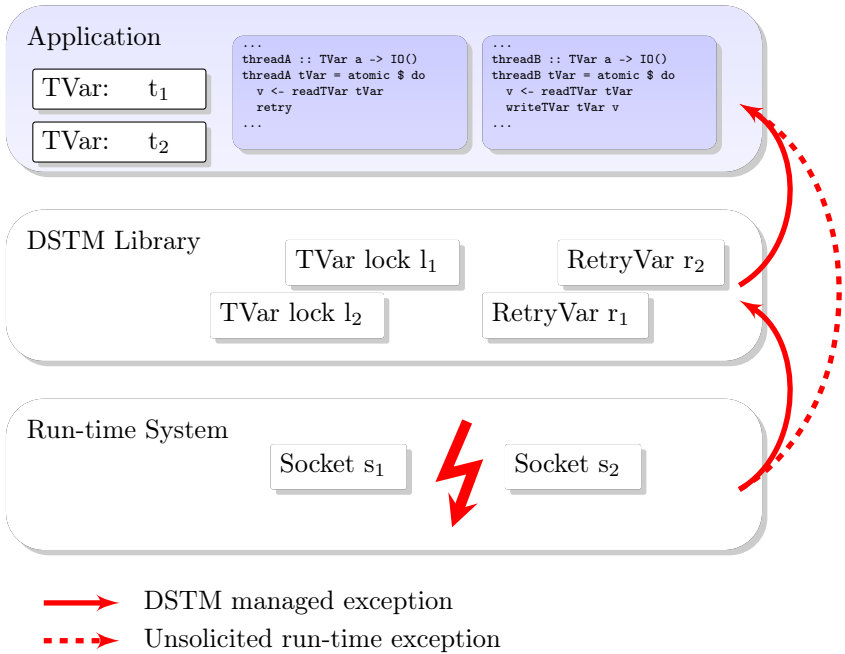 Application
TVar: t1
TVar: t2
...
threadA :: TVar a -> IO()
threadA tVar = atomic $ do
  v <- readTVar tVar
  retry
...
...
threadB :: TVar a -> IO()
threadB tVar = atomic $ do
  v <- readTVar tVar
  writeTVar tVar v
...
DSTM Library
TVar lock l1
RetryVar r2
TVar lock l2
RetryVar r1
Run-time System
Socket s1
Socket s2
DSTM managed exception
Unsolicited run-time exception